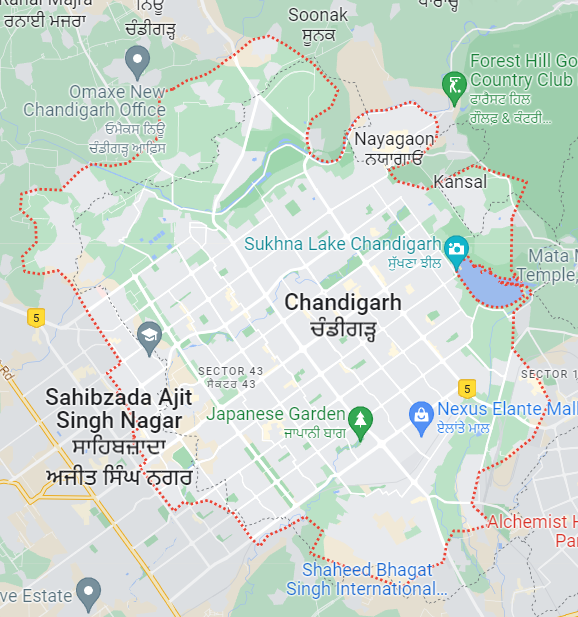 ਰਨਾਈ ਮਜਰਾ
ਨਿਊ
ਚੰਡੀਗੜ੍ਹ
Soonak
ਸੂਨਕ
Forest Hill Go
Country Club
ਫਾਰੈਸਟ ਹਿਲ
ਗੌਲਫ & ਕੰਟਰੀ...
Omaxe New
Chandigarh Office
ਓਮੈਕਸ ਨਿਊ
ਚੰਡੀਗੜ੍ਹ ਆਫ਼ਿਸ
Nayagaon
ਨਯਾਗਾਓਂ
Kansal
Sukhna Lake Chandigarh
ਸੁੱਖਣਾ ਝੀਲ
Mata M
Temple,
Chandigarh
ਚੰਡੀਗੜ੍ਹ
5
SECTOR 43
ਸੈਕਟਰ 43
SECTOR 1
5
Sahibzada Ajit
Singh Nagar
ਸਾਹਿਬਜ਼ਾਦਾ
ਅਜੀਤ ਸਿੰਘ ਨਗਰ
Japanese Garden
ਜਾਪਾਨੀ ਬਾਗ
Nexus Elante Mall
ਏਲਾਂਤੇ ਮਾਲ
Rd
Alchemist H
Pa
Shaheed Bhagat
Singh International...
ve Estate